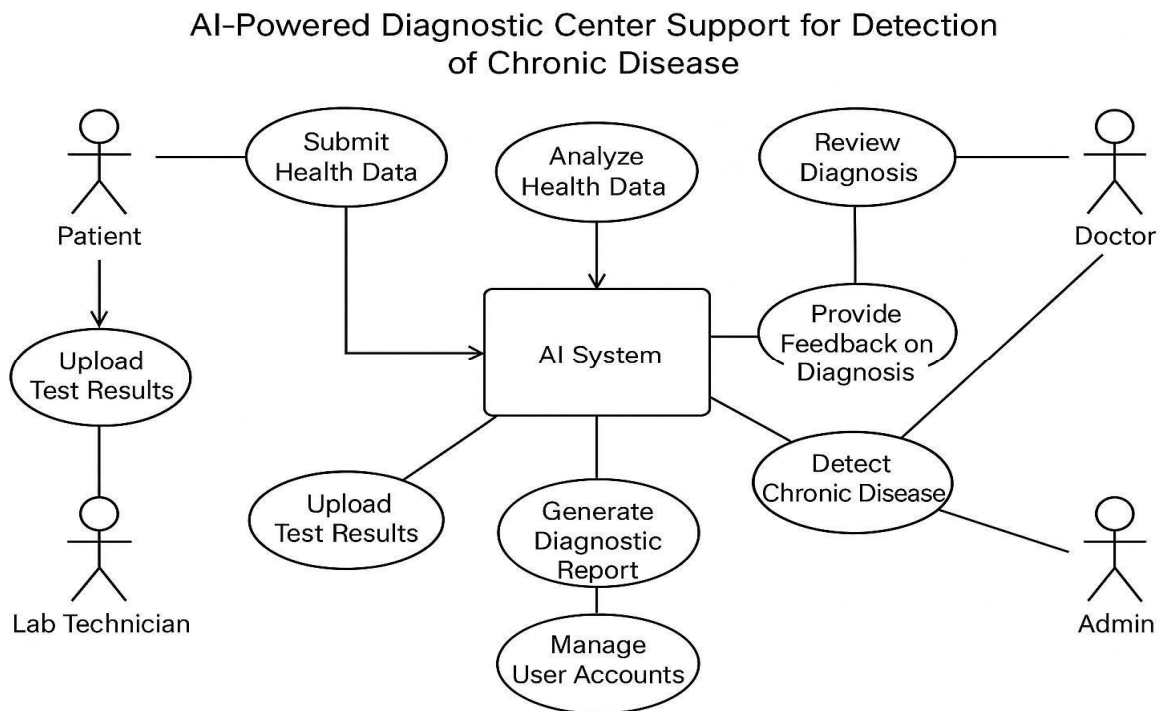 AI-Powered Diagnostic Center Support for Detection
of Chronic Disease
Submit
Health Data
Analyze
Health Data
Review
Diagnosis
Patient
Doctor
Upload
Test Results
AI System
Provide
Feedback on
Diagnosis
Detect
Chronic Disease
Upload
Test Results
Generate
Diagnostic
Report
Lab Technician
Admin
Manage
User Accounts